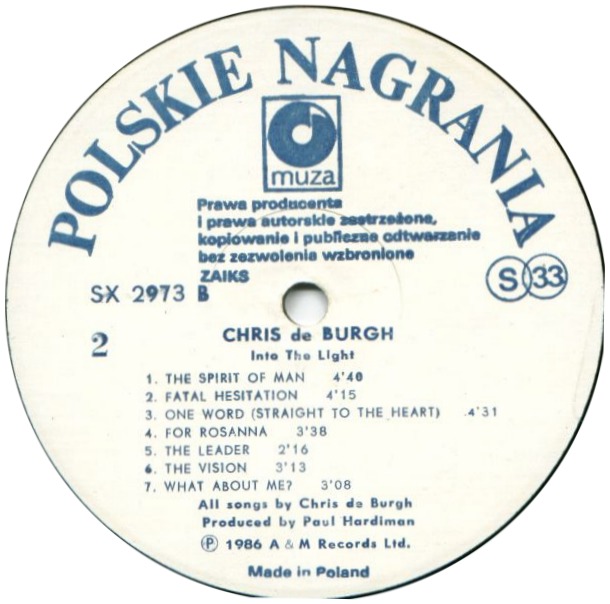 POLSKIE NAGRANIA
muza
Prawa producenta
i prawa autorskie zastrzeżone,
kopiowanie i publiczne odtwarzanie
bez zezwolenia wzbronione
ZAIKS
SX 2973 B
S 33
2
CHRIS de BURGH
Into The Light
1. THE SPIRIT OF MAN 4'40
2. FATAL HESITATION 4'15
3. ONE WORD (STRAIGHT TO THE HEART) 4'31
4. FOR ROSANNA 3'38
5. THE LEADER 2'16
6. THE VISION 3'13
7. WHAT ABOUT ME? 3'08
All songs by Chris de Burgh
Produced by Paul Hardiman
Ⓟ 1986 A & M Records Ltd.
Made in Poland